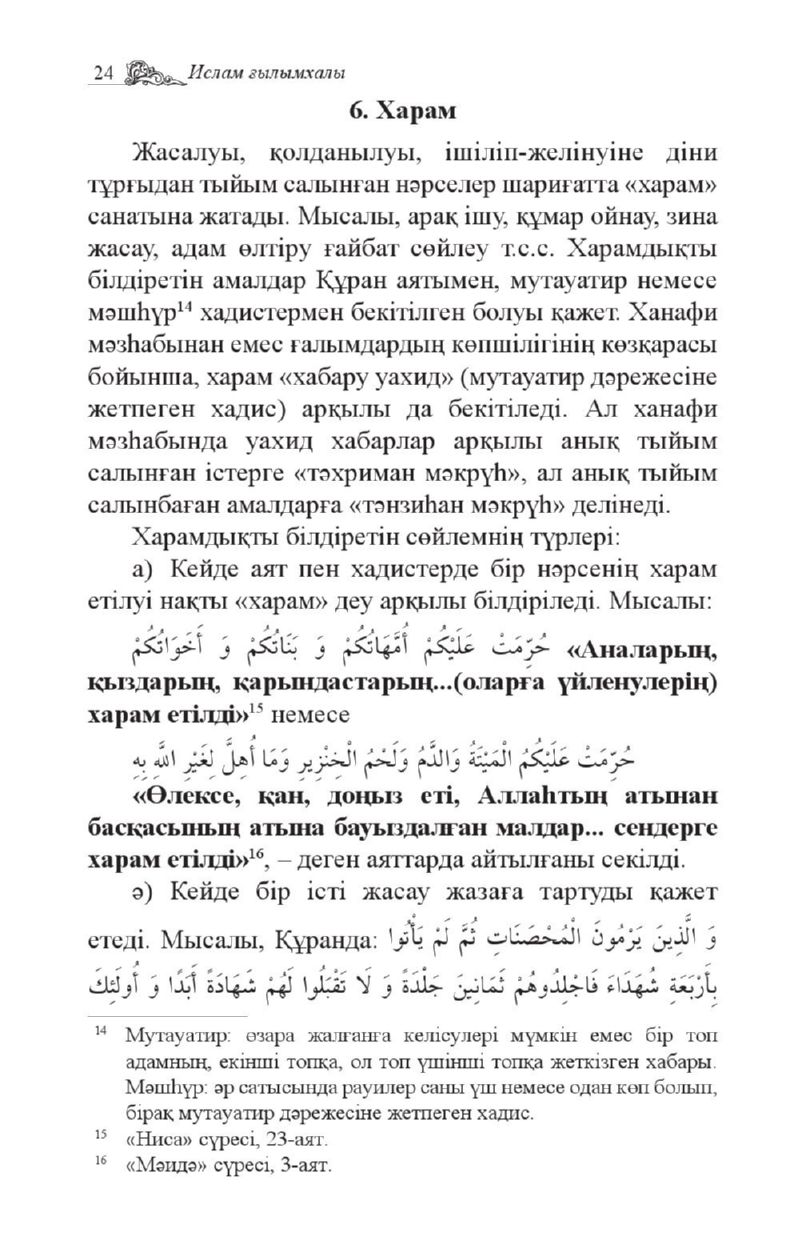 24 Ислам ғылымхалы
6. Харам
Жасалуы, қолданылуы, ішіліп-желінуіне діни
тұрғыдан тыйым салынған нәрселер шариғатта «харам»
санатына жатады. Мысалы, арақ ішу, құмар ойнау, зина
жасау, адам өлтіру ғайбат сөйлеу т.с.с. Харамдықты
білдіретін амалдар Құран аятымен, мутауатир немесе
мәшһүр¹⁴ хадистермен бекітілген болуы қажет. Ханафи
мәзһабынан емес ғалымдардың көпшілігінің көзқарасы
бойынша, харам «хабару уахид» (мутауатир дәрежесіне
жетпеген хадис) арқылы да бекітіледі. Ал ханафи
мәзһабында уахид хабарлар арқылы анық тыйым
салынған істерге «тәхриман мәкрүһ», ал анық тыйым
салынбаған амалдарға «тәнзиһан мәкрүһ» делінеді.
Харамдықты білдіретін сөйлемнің түрлері:
а) Кейде аят пен хадистерде бір нәрсенің харам
етілуі нақты «харам» деу арқылы білдіріледі. Мысалы:
حُرِّمَتْ عَلَيْكُمْ أُمَّهَاتُكُمْ وَ بَنَاتُكُمْ وَ أَخَوَاتُكُمْ «Аналарың,
қыздарың, қарындастарың...(оларға үйленулерің)
харам етілді»¹⁵ немесе
حُرِّمَتْ عَلَيْكُمُ الْمَيْتَةُ وَالدَّمُ وَلَحْمُ الْخِنْزِيرِ وَمَا أُهِلَّ لِغَيْرِ اللَّهِ بِهِ
«Өлексе, қан, доңыз еті, Аллаһтың атынан
басқасының атына бауыздалған малдар... сендерге
харам етілді»¹⁶, – деген аяттарда айтылғаны секілді.
ә) Кейде бір істі жасау жазаға тартуды қажет
етеді. Мысалы, Құранда: وَ الَّذِينَ يَرْمُونَ الْمُحْصَنَاتِ ثُمَّ لَمْ يَأْتُوا
بِأَرْبَعَةِ شُهَدَاءَ فَاجْلِدُوهُمْ ثَمَانِينَ جَلْدَةً وَ لَا تَقْبَلُوا لَهُمْ شَهَادَةً أَبَدًا وَ أُولَئِكَ
¹⁴ Мутауатир: өзара жалғанға келісулері мүмкін емес бір топ
адамның, екінші топқа, ол топ үшінші топқа жеткізген хабары.
Мәшһүр: әр сатысында рауилер саны үш немесе одан көп болып,
бірақ мутауатир дәрежесіне жетпеген хадис.
¹⁵ «Ниса» сүресі, 23-аят.
¹⁶ «Мәидә» сүресі, 3-аят.